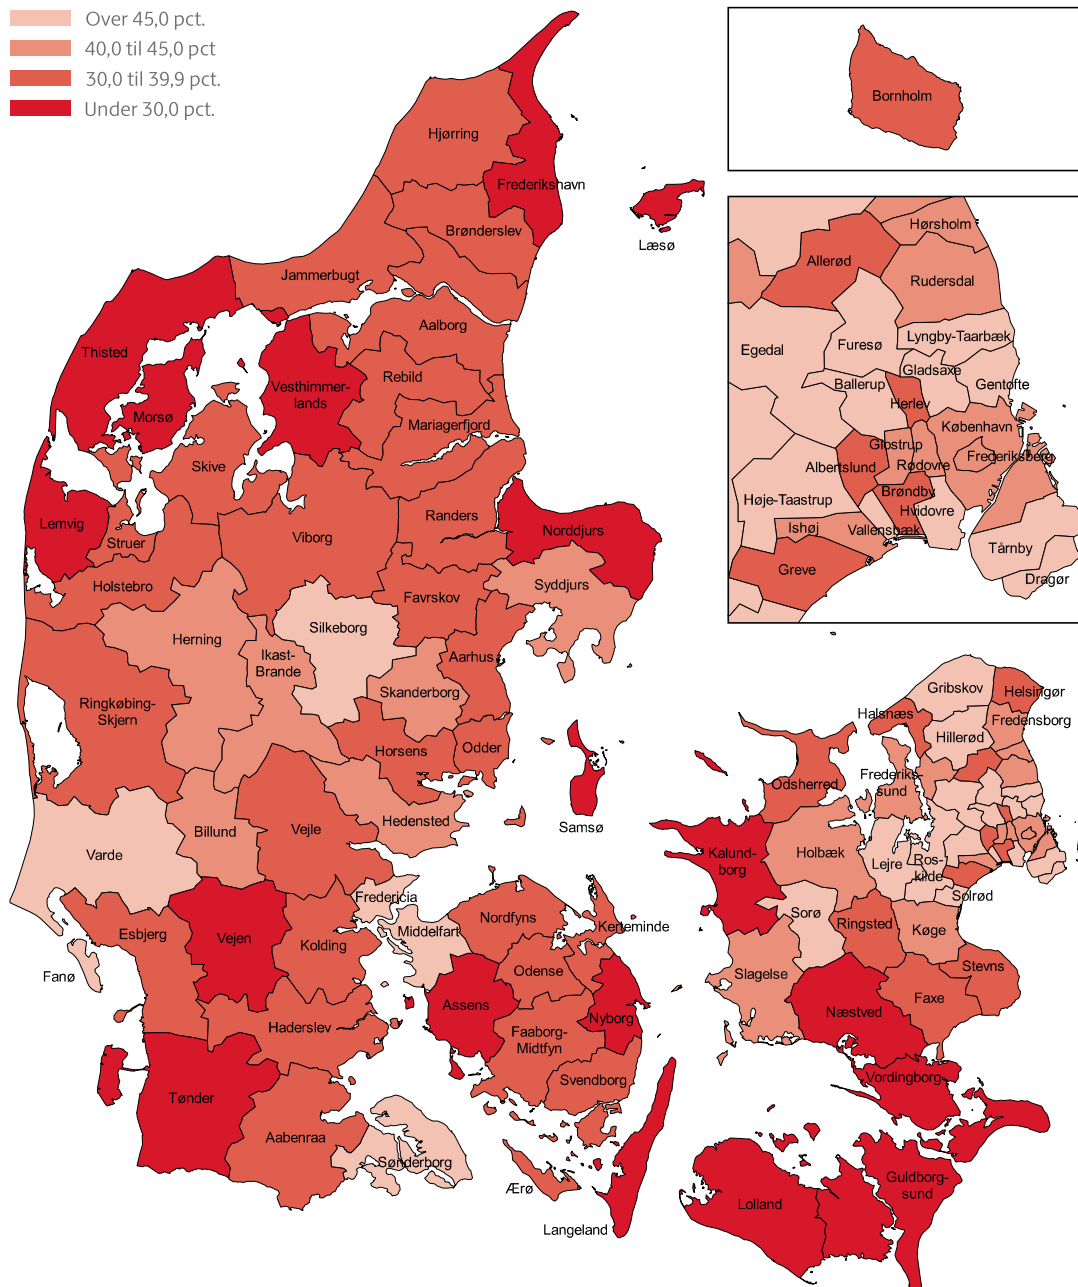 Over 45,0 pct.
40,0 til 45,0 pct
30,0 til 39,9 pct.
Under 30,0 pct.
Bornholm
Hjørring
Frederikshavn
Læsø
Brønderslev
Jammerbugt
Aalborg
Thisted
Vesthimmer-
lands
Rebild
Morsø
Mariagerfjord
Skive
Lemvig
Struer
Viborg
Randers
Norddjurs
Holstebro
Favrskov
Syddjurs
Silkeborg
Herning
Ikast-
Brande
Aarhus
Skanderborg
Ringkøbing-
Skjern
Horsens
Odder
Samsø
Hedensted
Billund
Vejle
Varde
Fredericia
Middelfart
Nordfyns
Kerteminde
Esbjerg
Vejen
Kolding
Fanø
Odense
Assens
Nyborg
Faaborg-
Midtfyn
Haderslev
Svendborg
Tønder
Aabenraa
Sønderborg
Ærø
Langeland
Hørsholm
Allerød
Rudersdal
Egedal
Furesø
Lyngby-Taarbæk
Gladsaxe
Gentofte
Ballerup
Herlev
København
Glostrup
Frederiksberg
Albertslund
Rødovre
Brøndby
Høje-Taastrup
Hvidovre
Ishøj
Vallensbæk
Greve
Tårnby
Dragør
Gribskov
Helsingør
Halsnæs
Fredensborg
Hillerød
Frederiks-
sund
Odsherred
Kalund-
borg
Holbæk
Lejre
Ros-
kilde
Solrød
Sorø
Ringsted
Køge
Slagelse
Stevns
Næstved
Faxe
Vordingborg
Guldborg-
sund
Lolland